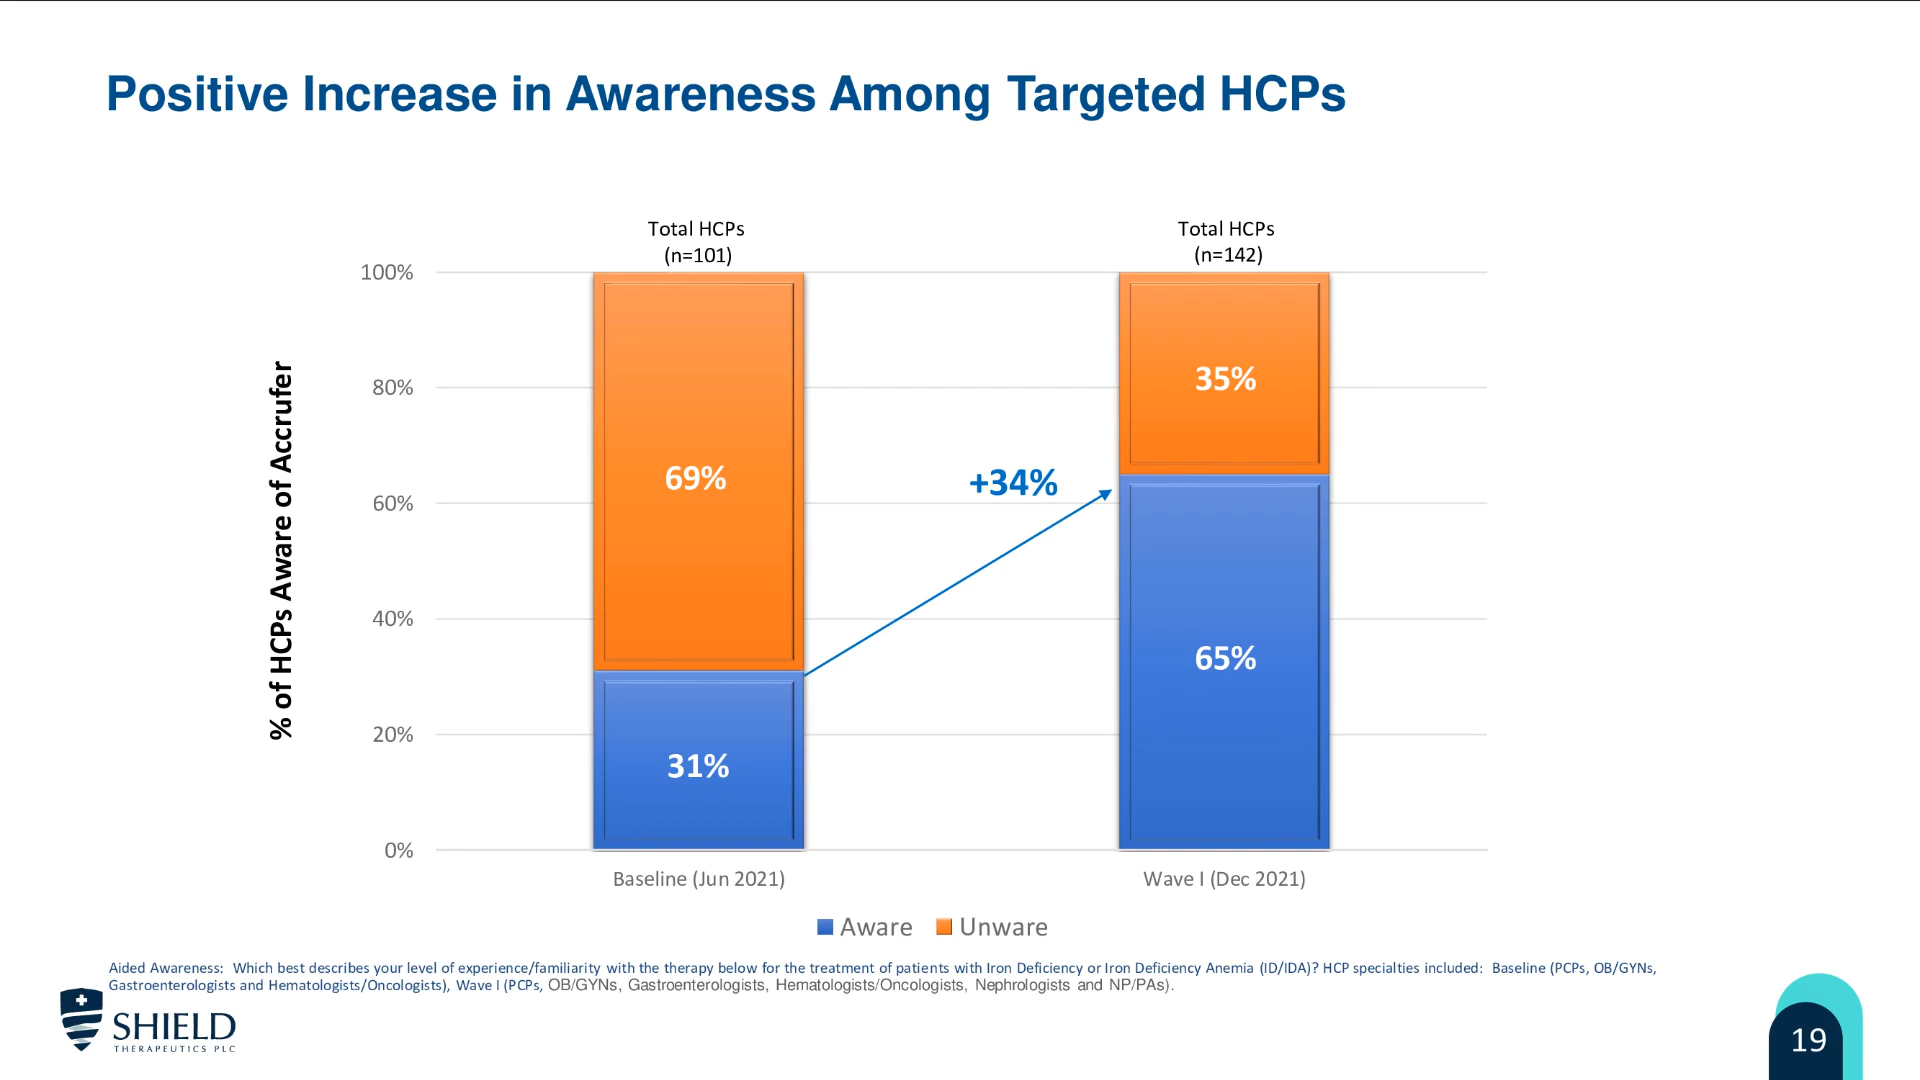 Positive Increase in Awareness Among Targeted HCPs
Total HCPs
(n=101)
Total HCPs
(n=142)
% of HCPs Aware of Accrufer
100%
80%
60%
40%
20%
0%
69%
31%
+34%
35%
65%
Baseline (Jun 2021)
Wave I (Dec 2021)
Aware
Unware
Aided Awareness: Which best describes your level of experience/familiarity with the therapy below for the treatment of patients with Iron Deficiency or Iron Deficiency Anemia (ID/IDA)? HCP specialties included: Baseline (PCPs, OB/GYNs,
Gastroenterologists and Hematologists/Oncologists), Wave I (PCPs, OB/GYNs, Gastroenterologists, Hematologists/Oncologists, Nephrologists and NP/PAs).
SHIELD
THERAPEUTICS PLC
19